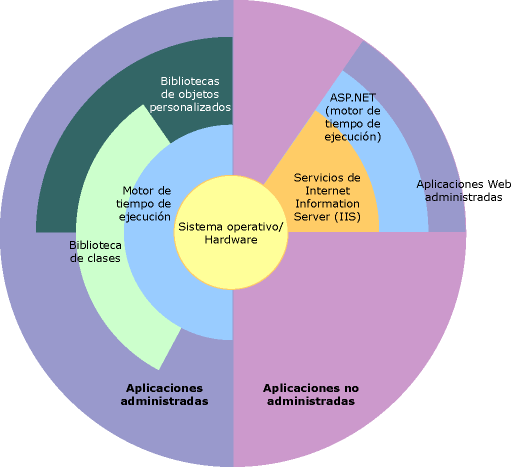 Bibliotecas
de objetos
personalizados
ASP.NET
(motor de
tiempo de
ejecución)
Servicios de
Internet
Information
Server (IIS)
Aplicaciones Web
administradas
Motor de
tiempo de
ejecución
Sistema operativo/
Hardware
Biblioteca
de clases
Aplicaciones
administradas
Aplicaciones no
administradas